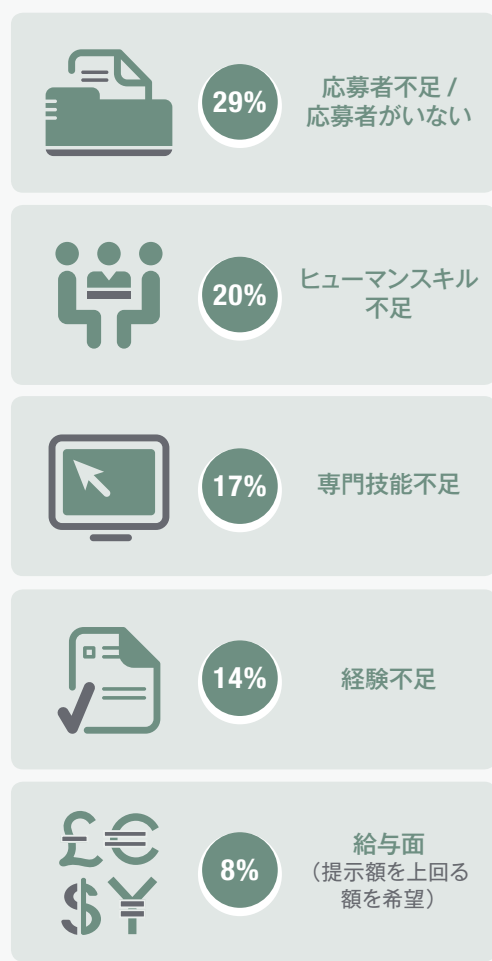 29%
応募者不足 /
応募者がいない
20%
ヒューマンスキル
不足
17%
専門技能不足
14%
経験不足
8%
給与面
（提示額を上回る
額を希望）